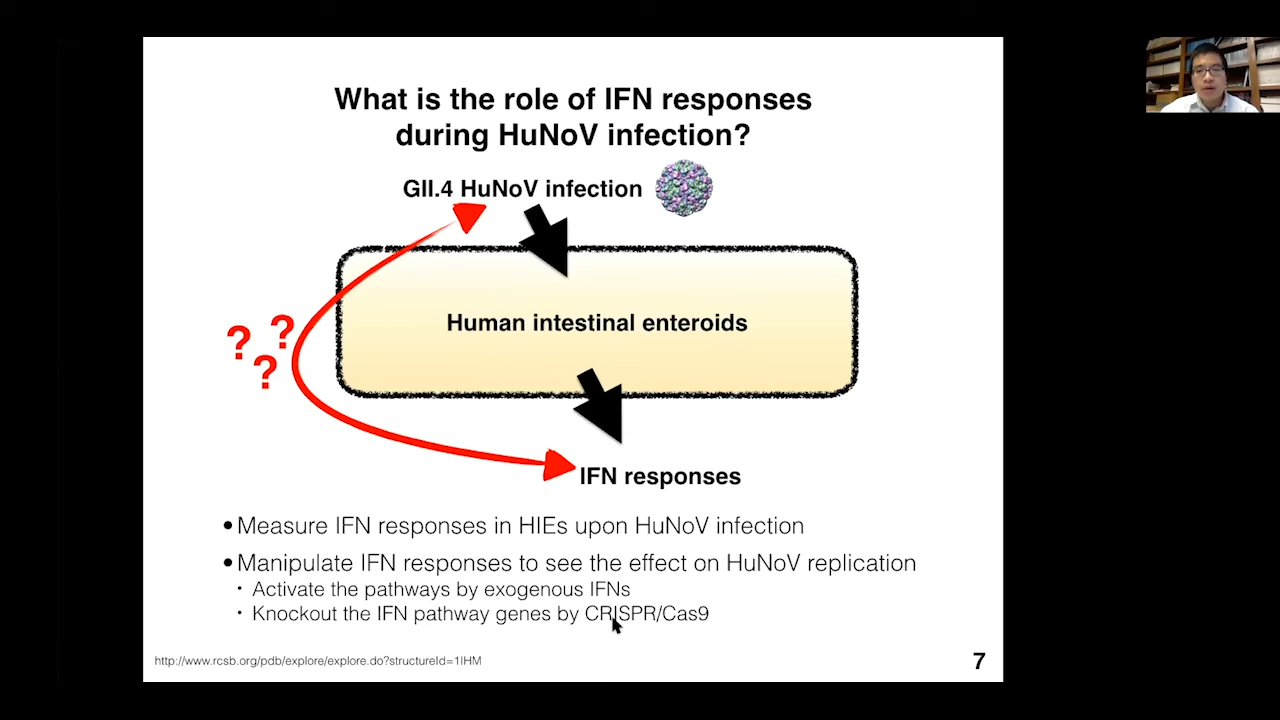 What is the role of IFN responses
during HuNoV infection?
GII.4 HuNoV infection
? ?
?
Human intestinal enteroids
IFN responses
•Measure IFN responses in HIEs upon HuNoV infection
•Manipulate IFN responses to see the effect on HuNoV replication
• Activate the pathways by exogenous IFNs
• Knockout the IFN pathway genes by CRISPR/Cas9
http://www.rcsb.org/pdb/explore/explore.do?structureId=1IHM
7